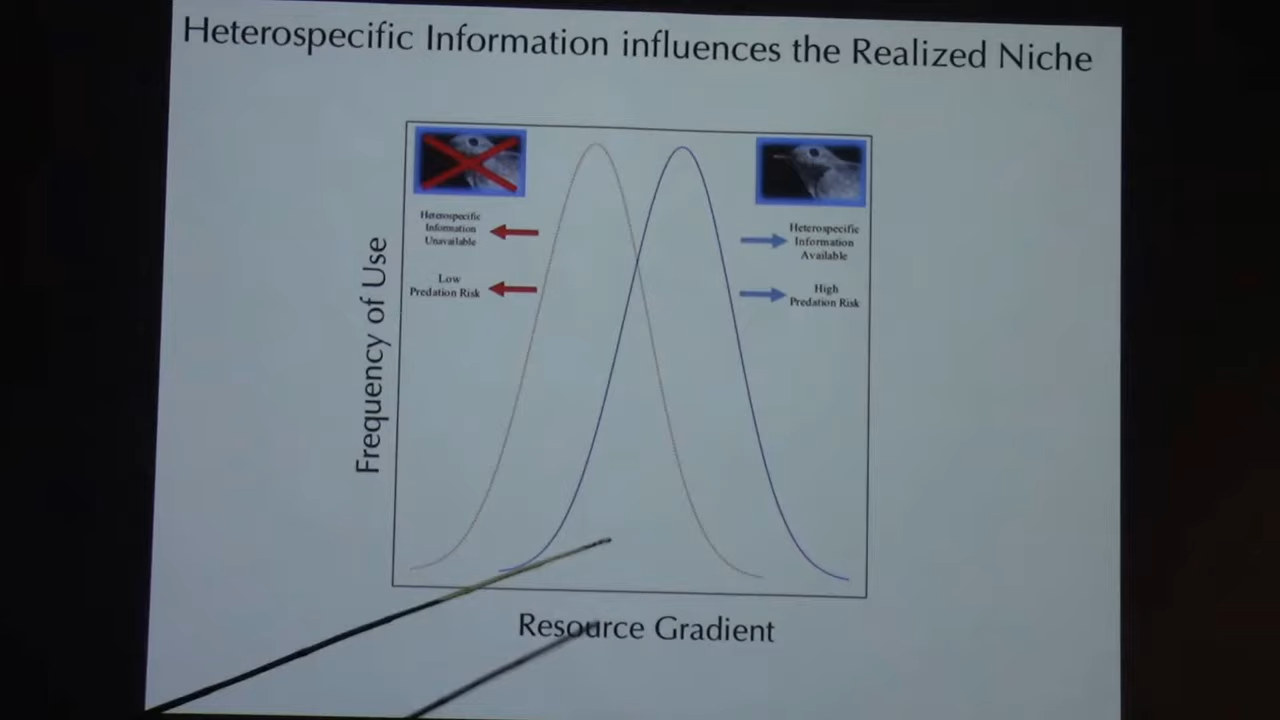 Heterospecific Information influences the Realized Niche
Heterospecific
Information
Unavailable
Low
Predation Risk
Heterospecific
Information
Available
High
Predation Risk
Frequency of Use
Resource Gradient